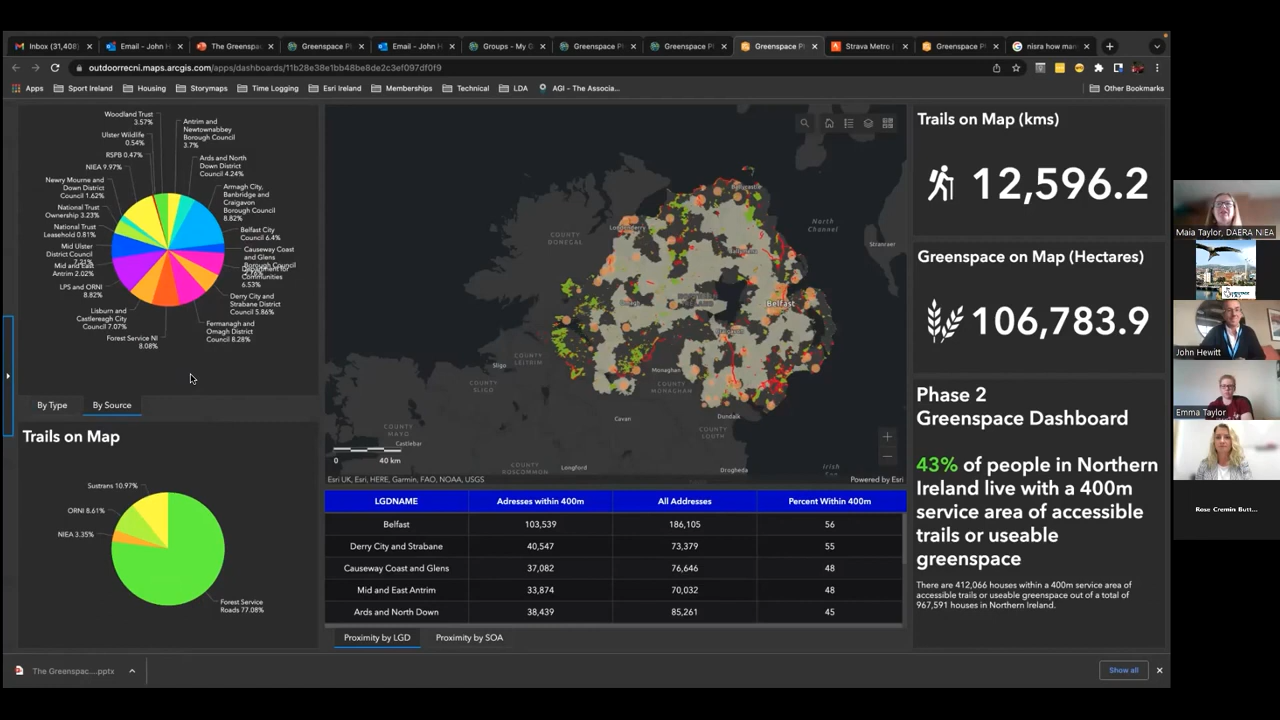 Inbox (31,408)
Email - John H
The Greenspa
Greenspace Pl
Email - John H
Groups - My G
Greenspace P
Greenspace Pl
Greenspace P
Strava Metro |
Greenspace P
nisra how man
outdoorrecni.maps.arcgis.com/apps/dashboards/11b28e38e1bb48be8de2c3ef097df0f9
Apps
Sport Ireland
Housing
Storymaps
Time Logging
Esri Ireland
Memberships
Technical
LDA
AGI - The Associa...
Other Bookmarks
Woodland Trust
3.57%
Ulster Wildlife
0.54%
RSPB 0.47%
NIEA 9.97%
Newry Mourne and
Down District
Council 1.62%
National Trust
Ownership 3.23%
National Trust
Leasehold 0.81%
Mid Ulster
District Council
Mid and East
Antrim 2.02%
LPS and ORNI
8.82%
Lisburn and
Castlereagh City
Council 7.07%
Forest Service NI
8.08%
Antrim and
Newtownabbey
Borough Council
3.7%
Ards and North
Down District
Council 4.24%
Armagh City,
Banbridge and
Craigavon
Borough Council
8.82%
Belfast City
Council 6.4%
Causeway Coast
and Glens
Borough Council
Department for
Communities
6.53%
Derry City and
Strabane District
Council 5.86%
Fermanagh and
Omagh District
Council 8.28%
By Type
By Source
Trails on Map
Sustrans 10.97%
ORNI 8.61%
NIEA 3.35%
Forest Service
Roads 77.08%
COUNTY
DONEGAL
Londonderry
Ballycastle
North
Channel
Stranraer
Belfast
Sligo
COUNTY
LEITRIM
COUNTY
SLIGO
Monaghan
COUNTY
MONAGHAN
Cavan
Dundalk
COUNTY
LOUTH
COUNTY
MAYO
Castlebar
COUNTY
ROSCOMMON
Longford
Drogheda
Irish
0
40 km
Esri UK, Esri, HERE, Garmin, FAO, NOAA, USGS
Powered by Esri
LGDNAME
Adresses within 400m
All Addresses
Percent Within 400m
Belfast
103,539
186,105
56
Derry City and Strabane
40,547
73,379
55
Causeway Coast and Glens
37,082
76,646
48
Mid and East Antrim
33,874
70,032
48
Ards and North Down
38,439
85,261
45
Proximity by LGD
Proximity by SOA
Trails on Map (kms)
12,596.2
Greenspace on Map (Hectares)
106,783.9
Phase 2
Greenspace Dashboard
43% of people in Northern
Ireland live with a 400m
service area of accessible
trails or useable
greenspace
There are 412,066 houses within a 400m service area of
accessible trails or useable greenspace out of a total of
967,591 houses in Northern Ireland.
The Greenspac....pptx
Show all
Maia Taylor, DAERA NIEA
John Hewitt
Emma Taylor
Rose Cremin Butt...